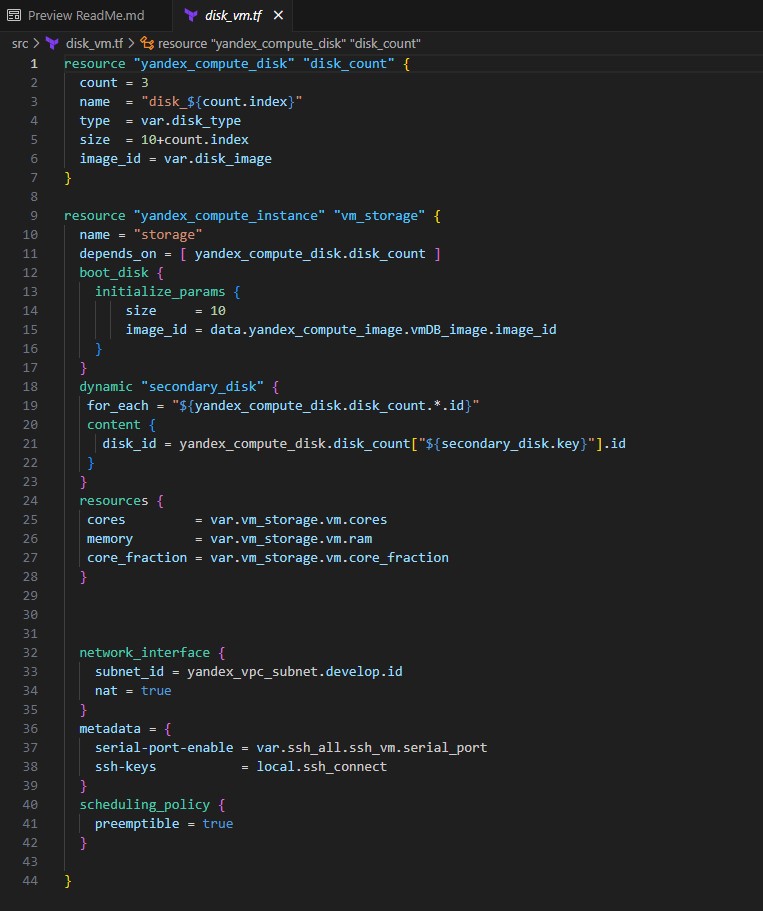 Preview ReadMe.md disk_vm.tf
src > disk_vm.tf > resource "yandex_compute_disk" "disk_count"
1 resource "yandex_compute_disk" "disk_count" {
2   count = 3
3   name  = "disk_${count.index}"
4   type  = var.disk_type
5   size  = 10+count.index
6   image_id = var.disk_image
7 }
8
9 resource "yandex_compute_instance" "vm_storage" {
10   name = "storage"
11   depends_on = [ yandex_compute_disk.disk_count ]
12   boot_disk {
13     initialize_params {
14         size     = 10
15         image_id = data.yandex_compute_image.vmDB_image.image_id
16     }
17   }
18   dynamic "secondary_disk" {
19    for_each = "${yandex_compute_disk.disk_count.*.id}"
20    content {
21      disk_id = yandex_compute_disk.disk_count["${secondary_disk.key}"].id
22    }
23   }
24   resources {
25    cores         = var.vm_storage.vm.cores
26    memory        = var.vm_storage.vm.ram
27    core_fraction = var.vm_storage.vm.core_fraction
28   }
29
30
31
32   network_interface {
33     subnet_id = yandex_vpc_subnet.develop.id
34     nat = true
35   }
36   metadata = {
37     serial-port-enable = var.ssh_all.ssh_vm.serial_port
38     ssh-keys           = local.ssh_connect
39   }
40   scheduling_policy {
41     preemptible = true
42   }
43
44 }